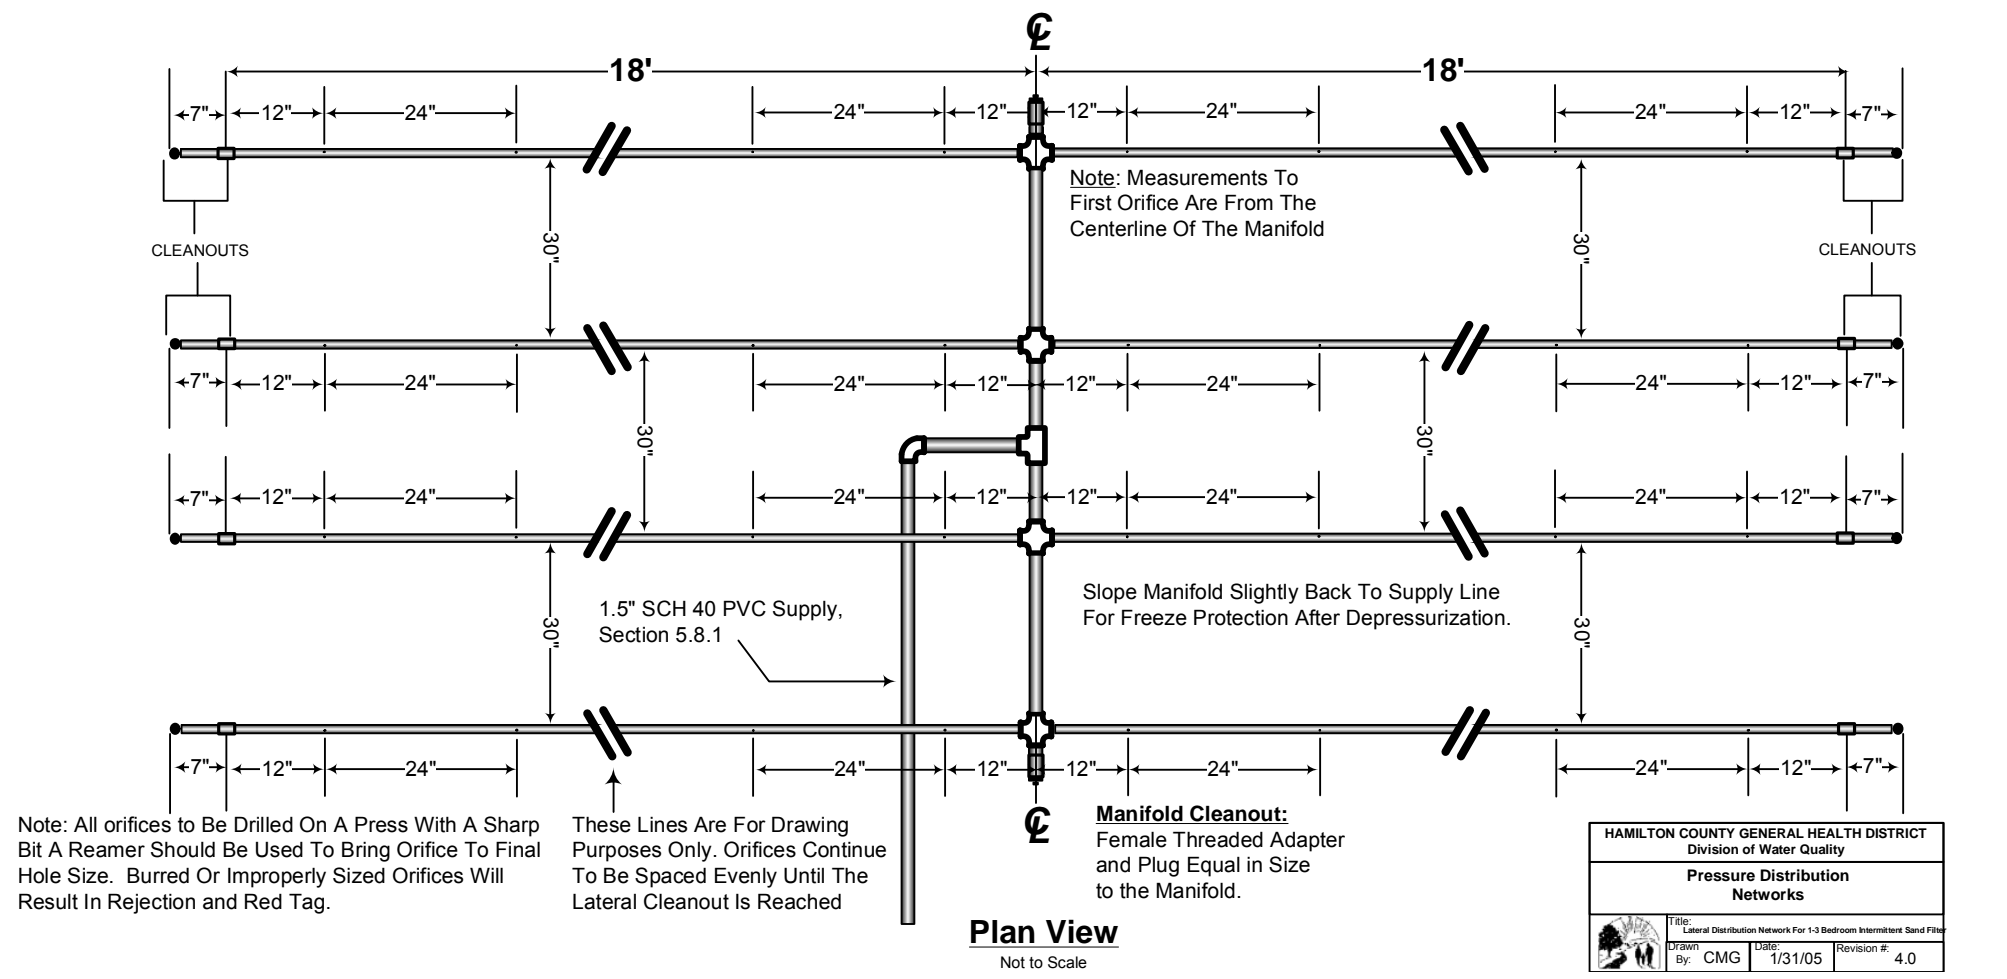 ℄
18'
18'
7"
12"
24"
24"
12"
12"
24"
24"
12"
7"
Note: Measurements To
First Orifice Are From The
Centerline Of The Manifold
30"
30"
CLEANOUTS
CLEANOUTS
7"
12"
24"
24"
12"
12"
24"
24"
12"
7"
30"
30"
7"
12"
24"
24"
12"
12"
24"
24"
12"
7"
1.5" SCH 40 PVC Supply,
Section 5.8.1
Slope Manifold Slightly Back To Supply Line
For Freeze Protection After Depressurization.
30"
30"
7"
12"
24"
24"
12"
12"
24"
24"
12"
7"
℄
Note: All orifices to Be Drilled On A Press With A Sharp
Bit A Reamer Should Be Used To Bring Orifice To Final
Hole Size. Burred Or Improperly Sized Orifices Will
Result In Rejection and Red Tag.
These Lines Are For Drawing
Purposes Only. Orifices Continue
To Be Spaced Evenly Until The
Lateral Cleanout Is Reached
Manifold Cleanout:
Female Threaded Adapter
and Plug Equal in Size
to the Manifold.
Plan View
Not to Scale
HAMILTON COUNTY GENERAL HEALTH DISTRICT
Division of Water Quality
Pressure Distribution
Networks
Title:
Lateral Distribution Network For 1-3 Bedroom Intermittent Sand Filter
Drawn
By: CMG
Date:
1/31/05
Revision #:
4.0